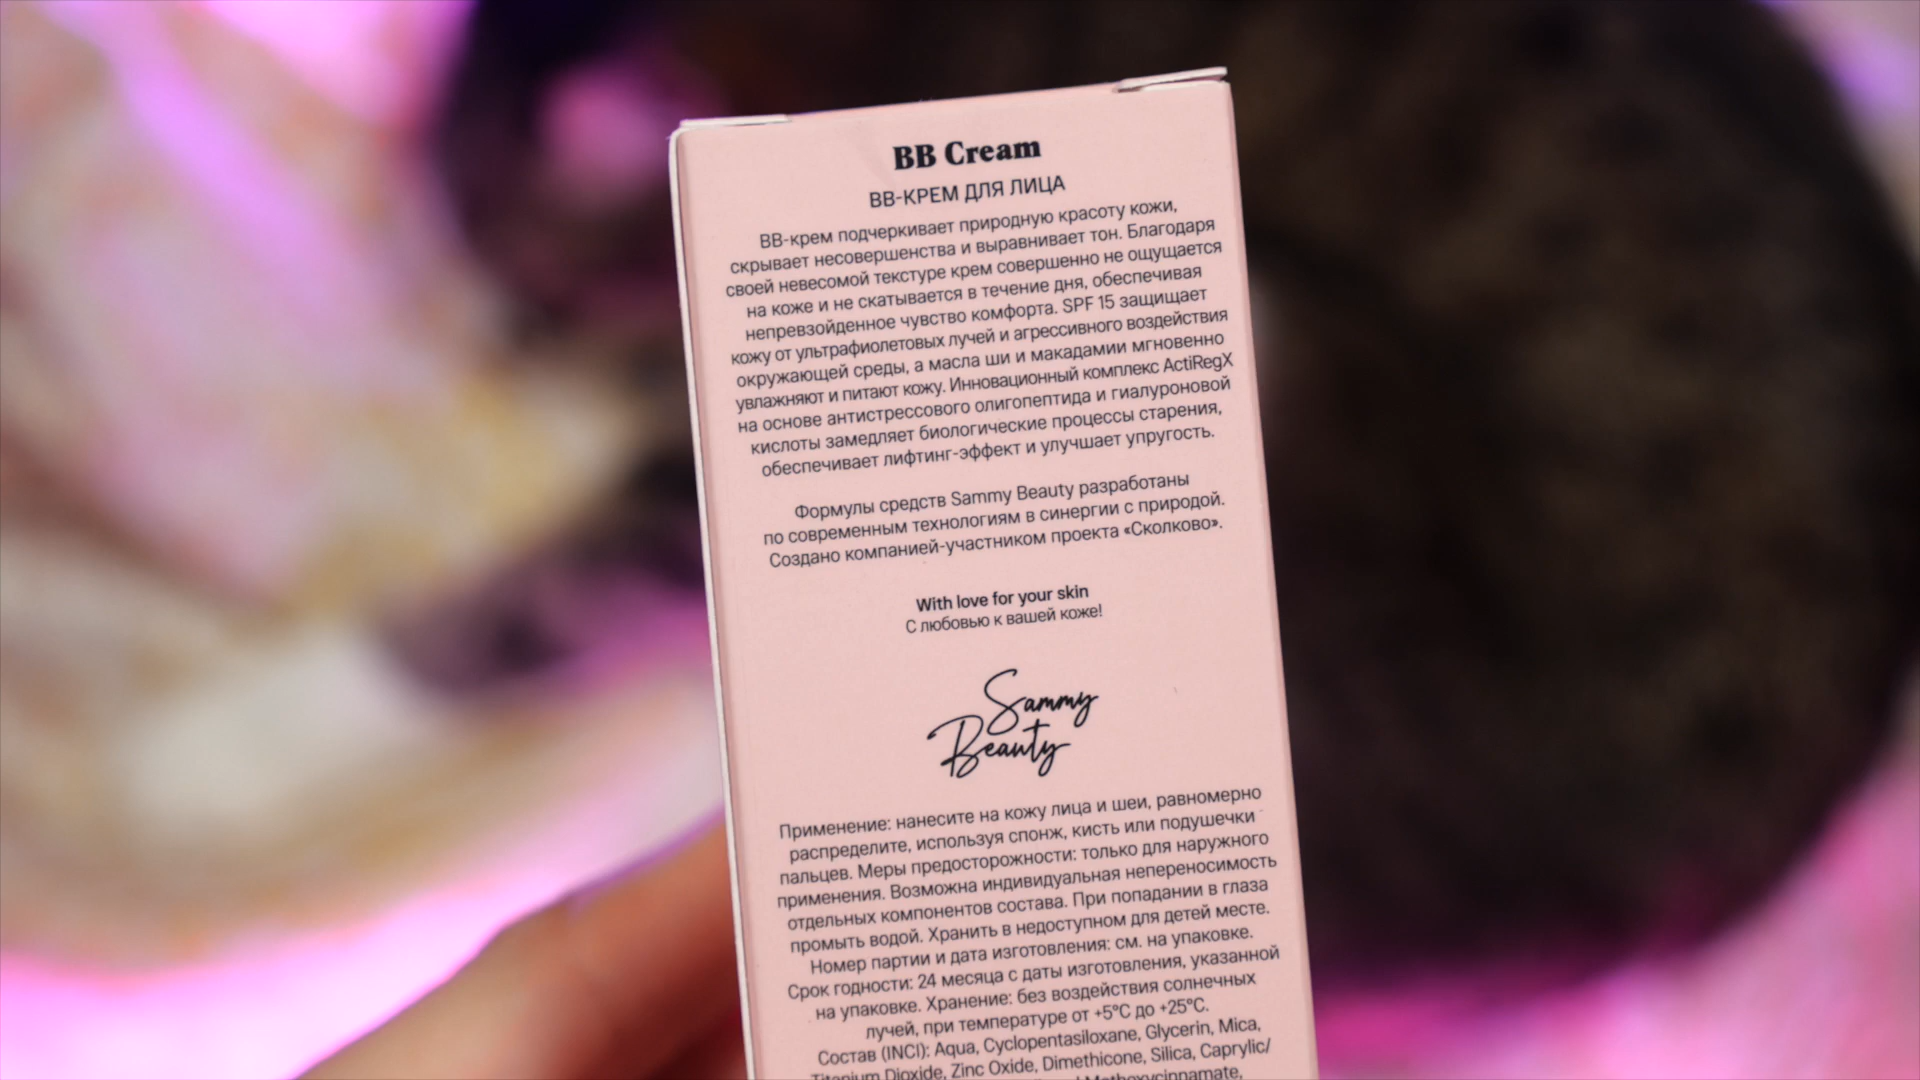 BB Cream
ВВ-КРЕМ ДЛЯ ЛИЦА
ВВ-крем подчеркивает природную красоту кожи,
скрывает несовершенства и выравнивает тон. Благодаря
своей невесомой текстуре крем совершенно не ощущается
на коже и не скатывается в течение дня, обеспечивая
непревзойденное чувство комфорта. SPF 15 защищает
кожу от ультрафиолетовых лучей и агрессивного воздействия
окружающей среды, а масла ши и макадамии мгновенно
увлажняют и питают кожу. Инновационный комплекс ActiRegX
на основе антистрессового олигопептида и гиалуроновой
кислоты замедляет биологические процессы старения,
обеспечивает лифтинг-эффект и улучшает упругость.
Формулы средств Sammy Beauty разработаны
по современным технологиям в синергии с природой.
Создано компанией-участником проекта «Сколково».
With love for your skin
С любовью к вашей коже!
Sammy
Beauty
Применение: нанесите на кожу лица и шеи, равномерно
распределите, используя спонж, кисть или подушечки
пальцев. Меры предосторожности: только для наружного
применения. Возможна индивидуальная непереносимость
отдельных компонентов состава. При попадании в глаза
промыть водой. Хранить в недоступном для детей месте.
Номер партии и дата изготовления: см. на упаковке.
Срок годности: 24 месяца с даты изготовления, указанной
на упаковке. Хранение: без воздействия солнечных
лучей, при температуре от +5°C до +25°C.
Состав (INCI): Aqua, Cyclopentasiloxane, Glycerin, Mica,
Titanium Dioxide, Zinc Oxide, Dimethicone, Silica, Caprylic/
Methoxycinnamate,